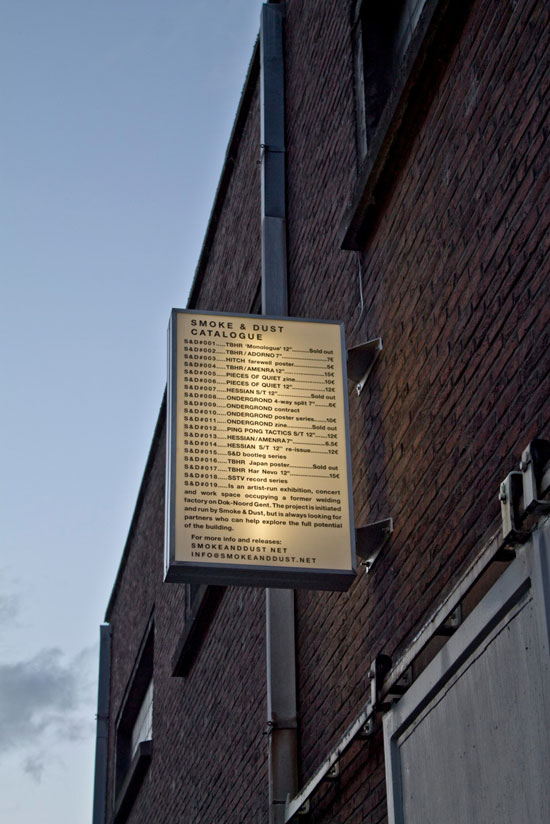 SMOKE & DUST
CATALOGUE
S&D#001....TBHR 'Monologue' 12"..........Sold out
S&D#002....TBHR / ADORNO 7"..................7€
S&D#003....HITCH farewell poster............5€
S&D#004....TBHR / AMENRA 12"...............15€
S&D#005....PIECES OF QUIET zine............10€
S&D#006....PIECES OF QUIET 12".............12€
S&D#007....HESSIAN S/T 12"..............Sold out
S&D#008....ONDERGROND 4-way split 7".......6€
S&D#009....ONDERGROND contract
S&D#010....ONDERGROND poster series.....10€
S&D#011....ONDERGROND zine..........Sold out
S&D#012....PING PONG TACTICS S/T 12".....12€
S&D#013....HESSIAN / AMENRA 7"............6.5€
S&D#014....HESSIAN S/T 12" re-issue........12€
S&D#015....S&D bootleg series
S&D#016....TBHR Japan poster..........Sold out
S&D#017....TBHR Har Nevo 12"...............15€
S&D#018....SSTV record series
S&D#019....Is an artist-run exhibition, concert
and work space occupying a former welding
factory on Dok-Noord Gent. The project is initiated
and run by Smoke & Dust, but is always looking for
partners who can help explore the full potential
of the building.
For more info and releases:
SMOKEANDDUST.NET
INFO@SMOKEANDDUST.NET